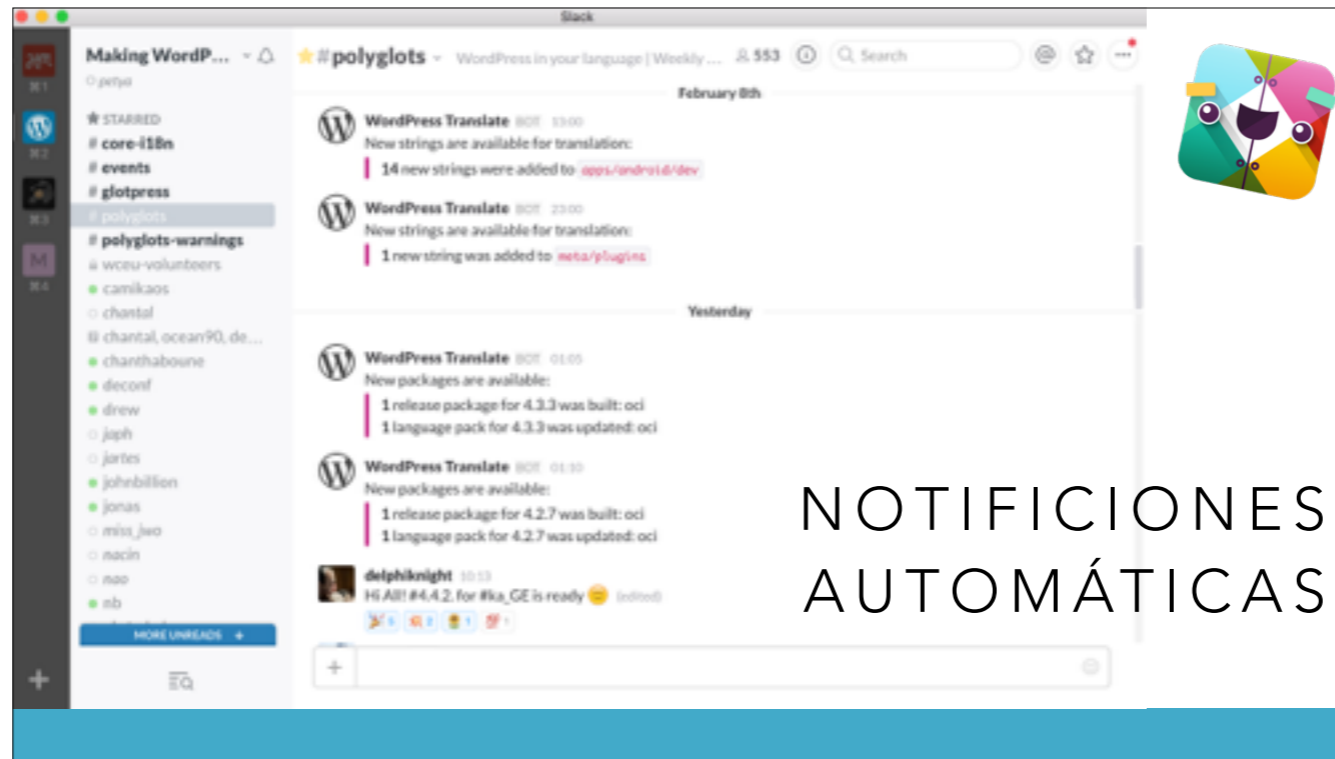 Slack
Making WordP...
petya
STARRED
# core-i18n
# events
# glotpress
# polyglots
# polyglots-warnings
wceu-volunteers
camikaos
chantal
chantal, ocean90, de...
chanthaboune
deconf
drew
japh
jartes
johnbillion
jonas
miss_jwo
nacin
nao
nb
MORE UNREADS
⌘1
⌘2
⌘3
M
⌘4
#polyglots WordPress in your language | Weekly ... 553 Search
February 8th
WordPress Translate BOT 13:00
New strings are available for translation:
14 new strings were added to apps/android/dev
WordPress Translate BOT 23:00
New strings are available for translation:
1 new string was added to meta/plugins
Yesterday
WordPress Translate BOT 01:05
New packages are available:
1 release package for 4.3.3 was built: oci
1 language pack for 4.3.3 was updated: oci
WordPress Translate BOT 01:10
New packages are available:
1 release package for 4.2.7 was built: oci
1 language pack for 4.2.7 was updated: oci
delphiknight 10:13
Hi All! #4.4.2. for #ka_GE is ready (edited)
NOTIFICIONES
AUTOMÁTICAS